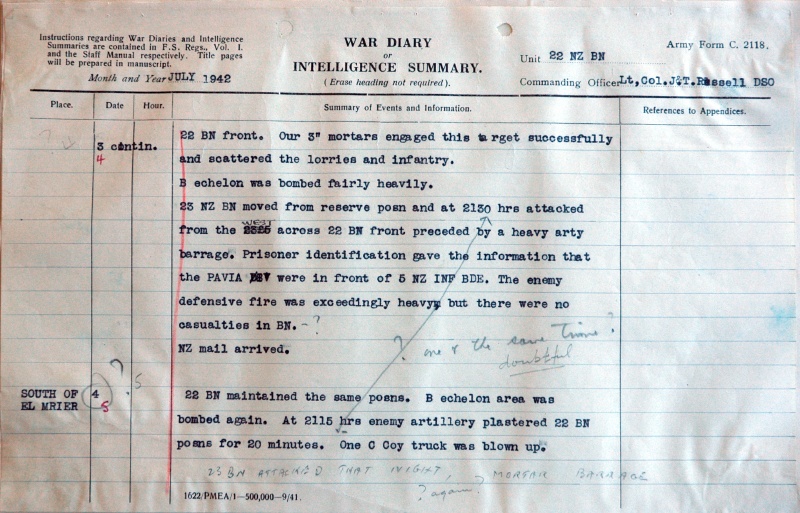 Instructions regarding War Diaries and Intelligence
Summaries are contained in F.S. Regs., Vol. I.
and the Staff Manual respectively. Title pages
will be prepared in manuscript.
Month and Year JULY 1942
WAR DIARY
or
INTELLIGENCE SUMMARY.
(Erase heading not required).
Army Form C. 2118.
Unit 22 NZ BN
Commanding Officer Lt,Col.J.T.Russell DSO
Place. Date Hour. Summary of Events and Information. References to Appendices.
3 contin.
4
22 BN front. Our 3" mortars engaged this target successfully
and scattered the lorries and infantry.
B echelon was bombed fairly heavily.
23 NZ BN moved from reserve posn and at 2130 hrs attacked
WEST
from the across 22 BN front preceded by a heavy arty
barrage. Prisoner identification gave the information that
the PAVIA were in front of 5 NZ INF BDE. The enemy
defensive fire was exceedingly heavy, but there were no
casualties in BN. - ?
NZ mail arrived.
? one & the same time?
doubtful
SOUTH OF
EL MRIER
4 ? 5
5
22 BN maintained the same posns. B echelon area was
bombed again. At 2115 hrs enemy artillery plastered 22 BN
posns for 20 minutes. One C Coy truck was blown up.
23 BN ATTACKED THAT NIGHT, MORTAR BARRAGE
? again?
1622/PMEA/1—500,000—9/41.